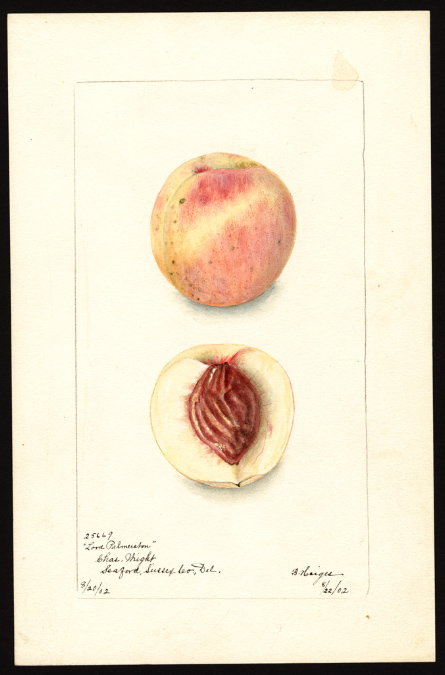 25649
"Lord Palmerston"
Chas. Wright
Seaford, Sussex Co., Del.
B Heiges
8/20/02
8/22/02